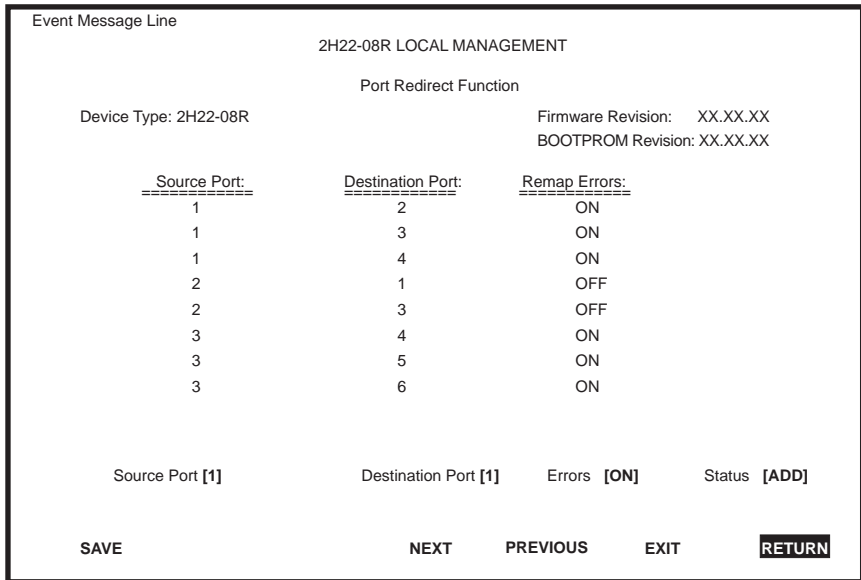 Event Message Line
2H22-08R LOCAL MANAGEMENT
Port Redirect Function
Device Type: 2H22-08R Firmware Revision: XX.XX.XX
BOOTPROM Revision: XX.XX.XX
Source Port: Destination Port: Remap Errors:
============ ============ ============
1 2 ON
1 3 ON
1 4 ON
2 1 OFF
2 3 OFF
3 4 ON
3 5 ON
3 6 ON
Source Port [1] Destination Port [1] Errors [ON] Status [ADD]
SAVE NEXT PREVIOUS EXIT RETURN